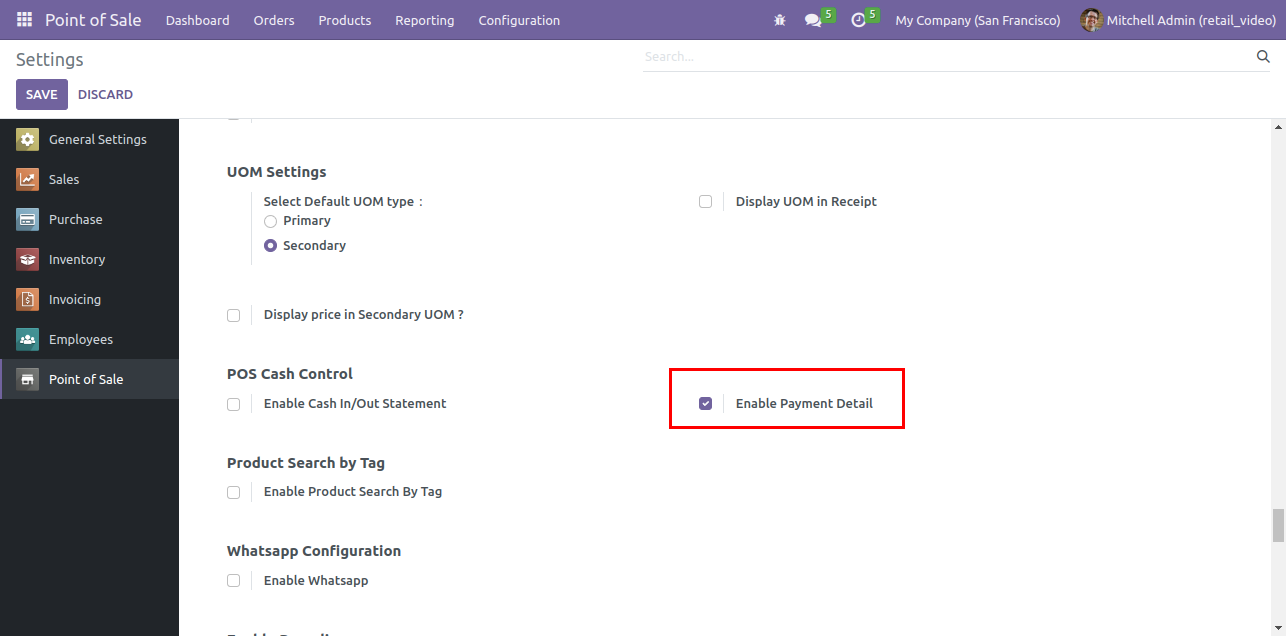 Point of Sale Dashboard Orders Products Reporting Configuration 5 5 My Company (San Francisco) Mitchell Admin (retail_video)
Settings Search...
SAVE DISCARD
General Settings
Sales
Purchase
Inventory
Invoicing
Employees
Point of Sale
UOM Settings
Select Default UOM type : Display UOM in Receipt
Primary
Secondary
Display price in Secondary UOM ?
POS Cash Control
Enable Cash In/Out Statement Enable Payment Detail
Product Search by Tag
Enable Product Search By Tag
Whatsapp Configuration
Enable Whatsapp